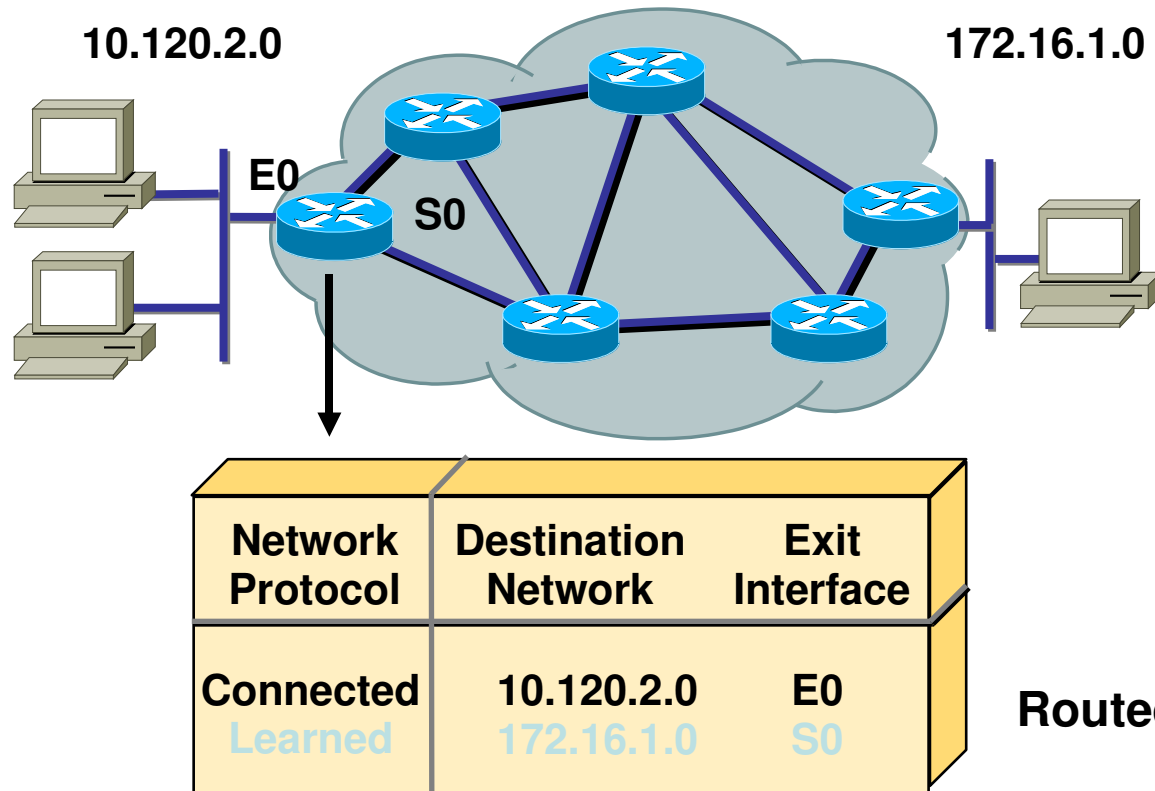 10.120.2.0 172.16.1.0
E0
S0
Network Protocol Destination Network Exit Interface
Connected 10.120.2.0 E0
Learned 172.16.1.0 S0